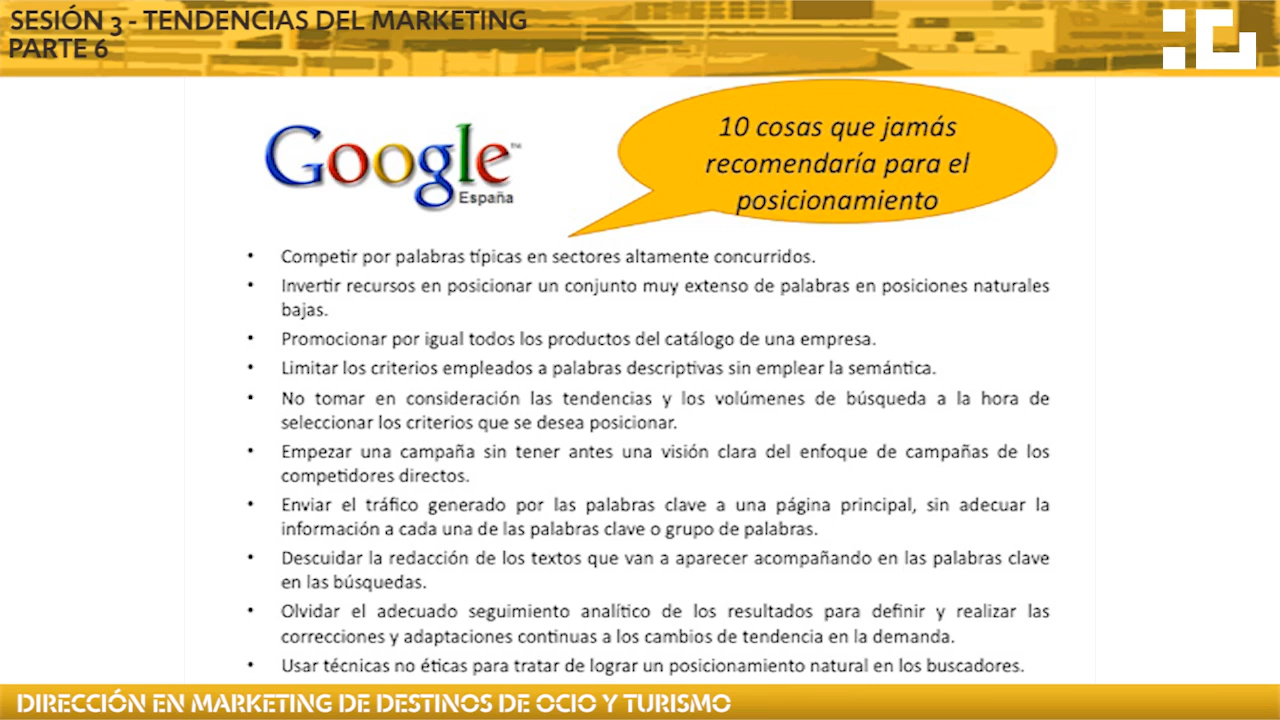 SESIÓN 3 - TENDENCIAS DEL MARKETING
PARTE 6
Google™
España
10 cosas que jamás
recomendaría para el
posicionamiento
• Competir por palabras típicas en sectores altamente concurridos.
• Invertir recursos en posicionar un conjunto muy extenso de palabras en posiciones naturales
bajas.
• Promocionar por igual todos los productos del catálogo de una empresa.
• Limitar los criterios empleados a palabras descriptivas sin emplear la semántica.
• No tomar en consideración las tendencias y los volúmenes de búsqueda a la hora de
seleccionar los criterios que se desea posicionar.
• Empezar una campaña sin tener antes una visión clara del enfoque de campañas de los
competidores directos.
• Enviar el tráfico generado por las palabras clave a una página principal, sin adecuar la
información a cada una de las palabras clave o grupo de palabras.
• Descuidar la redacción de los textos que van a aparecer acompañando en las palabras clave
en las búsquedas.
• Olvidar el adecuado seguimiento analítico de los resultados para definir y realizar las
correcciones y adaptaciones continuas a los cambios de tendencia en la demanda.
• Usar técnicas no éticas para tratar de lograr un posicionamiento natural en los buscadores.
DIRECCIÓN EN MARKETING DE DESTINOS DE OCIO Y TURISMO